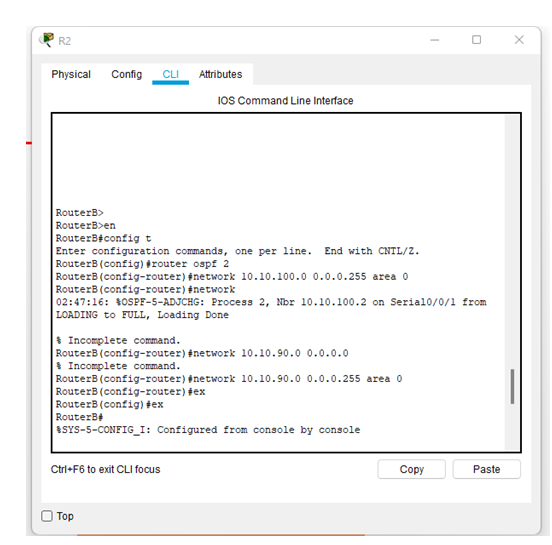 R2
Physical Config CLI Attributes
IOS Command Line Interface
RouterB>
RouterB>en
RouterB#config t
Enter configuration commands, one per line.  End with CNTL/Z.
RouterB(config)#router ospf 2
RouterB(config-router)#network 10.10.100.0 0.0.0.255 area 0
RouterB(config-router)#network
02:47:16: %OSPF-5-ADJCHG: Process 2, Nbr 10.10.100.2 on Serial0/0/1 from
LOADING to FULL, Loading Done
% Incomplete command.
RouterB(config-router)#network 10.10.90.0 0.0.0.0
% Incomplete command.
RouterB(config-router)#network 10.10.90.0 0.0.0.255 area 0
RouterB(config-router)#ex
RouterB(config)#ex
RouterB#
%SYS-5-CONFIG_I: Configured from console by console
Ctrl+F6 to exit CLI focus
Copy Paste
Top